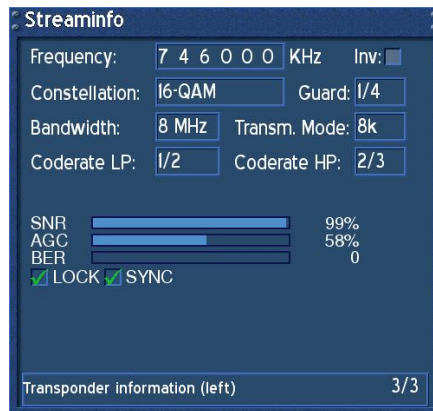 Streaminfo
Frequency: 7 4 6 0 0 0 KHz Inv:
Constellation: 16-QAM Guard: 1/4
Bandwidth: 8 MHz Transm. Mode: 8k
Coderate LP: 1/2 Coderate HP: 2/3
SNR 99%
AGC 58%
BER 0
LOCK SYNC
Transponder information (left) 3/3